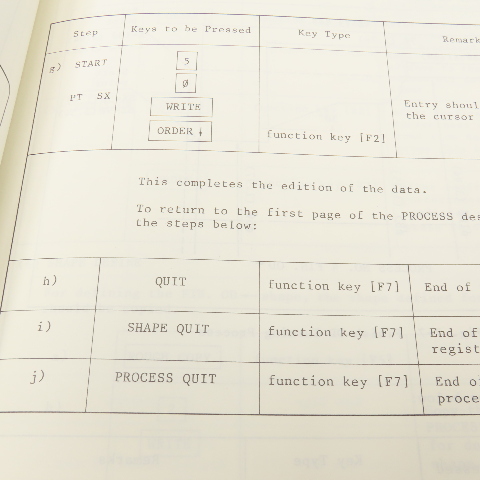 Step Keys to be Pressed Key Type Remark
g) START 5
Ø
PT SX WRITE Entry shoul
the cursor
ORDER ↓ function key [F2]
This completes the edition of the data.
To return to the first page of the PROCESS des
the steps below:
h) QUIT function key [F7] End of
i) SHAPE QUIT function key [F7] End of
regist
j) PROCESS QUIT function key [F7] End o
proce